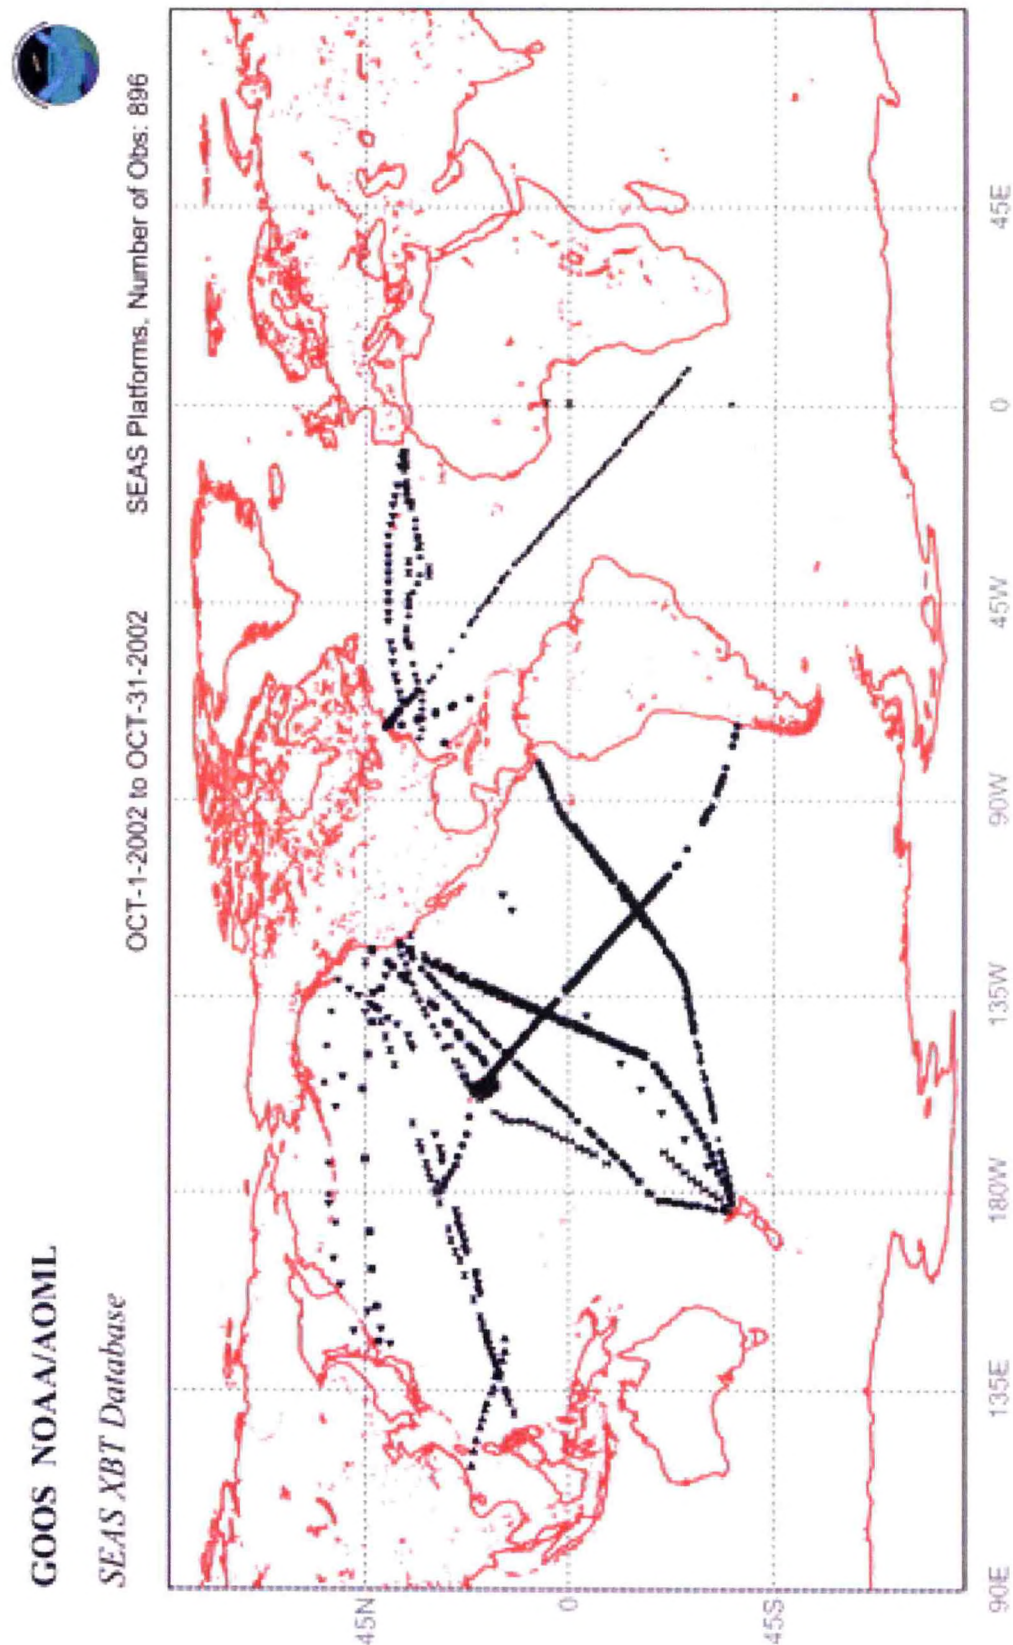 GOOS NOAA/AOML
SEAS XBT Database
OCT-1-2002 to OCT-31-2002
SEAS Platforms, Number of Obs: 896
45N
0
45S
90E
135E
180W
135W
90W
45W
0
45E